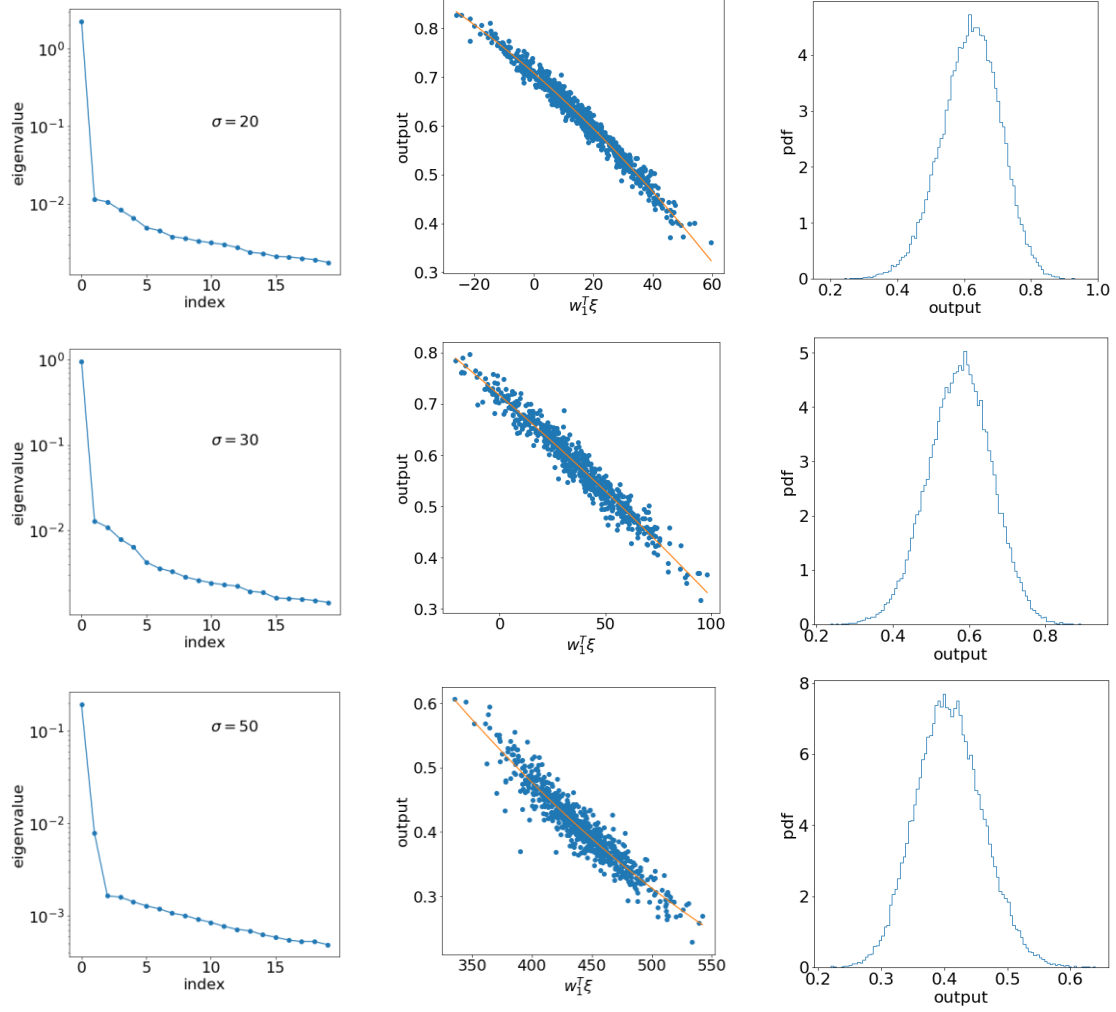 10⁰
10⁻¹
10⁻²
eigenvalue
σ = 20
0 5 10 15
index
0.8
0.7
0.6
0.5
0.4
0.3
output
−20 0 20 40 60
w₁ᵀξ
4
3
2
1
0
pdf
0.2 0.4 0.6 0.8 1.0
output
10⁰
10⁻¹
10⁻²
eigenvalue
σ = 30
0 5 10 15
index
0.8
0.7
0.6
0.5
0.4
0.3
output
0 50 100
w₁ᵀξ
5
4
3
2
1
0
pdf
0.2 0.4 0.6 0.8
output
10⁻¹
10⁻²
10⁻³
eigenvalue
σ = 50
0 5 10 15
index
0.6
0.5
0.4
0.3
output
350 400 450 500 550
w₁ᵀξ
8
6
4
2
0
pdf
0.2 0.3 0.4 0.5 0.6
output